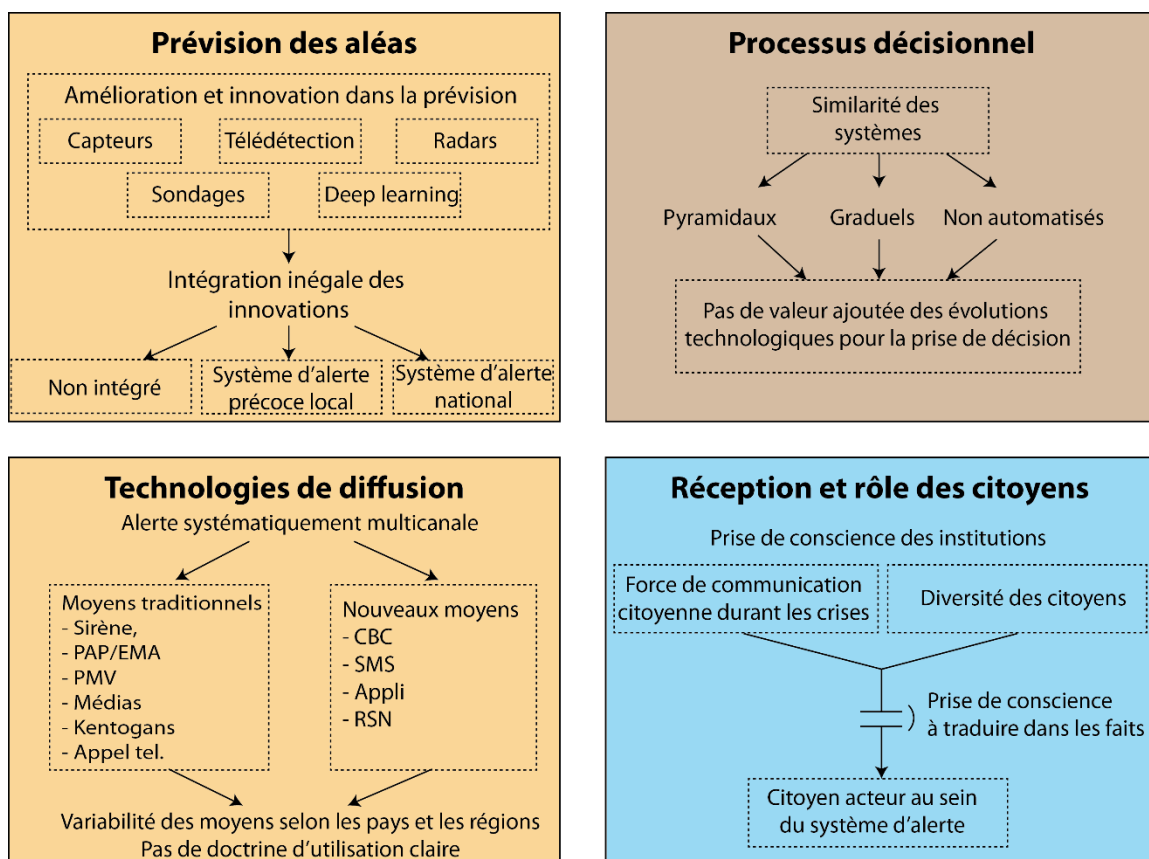 Prévision des aléas
Amélioration et innovation dans la prévision
Capteurs
Télédétection
Radars
Sondages
Deep learning
Intégration inégale des
innovations
Non intégré
Système d'alerte
précoce local
Système d'alerte
national
Processus décisionnel
Similarité des
systèmes
Pyramidaux
Graduels
Non automatisés
Pas de valeur ajoutée des évolutions
technologiques pour la prise de décision
Technologies de diffusion
Alerte systématiquement multicanale
Moyens traditionnels
- Sirène,
- PAP/EMA
- PMV
- Médias
- Kentogans
- Appel tel.
Nouveaux moyens
- CBC
- SMS
- Appli
- RSN
Variabilité des moyens selon les pays et les régions
Pas de doctrine d'utilisation claire
Réception et rôle des citoyens
Prise de conscience des institutions
Force de communication
citoyenne durant les crises
Diversité des citoyens
Prise de conscience
à traduire dans les faits
Citoyen acteur au sein
du système d'alerte